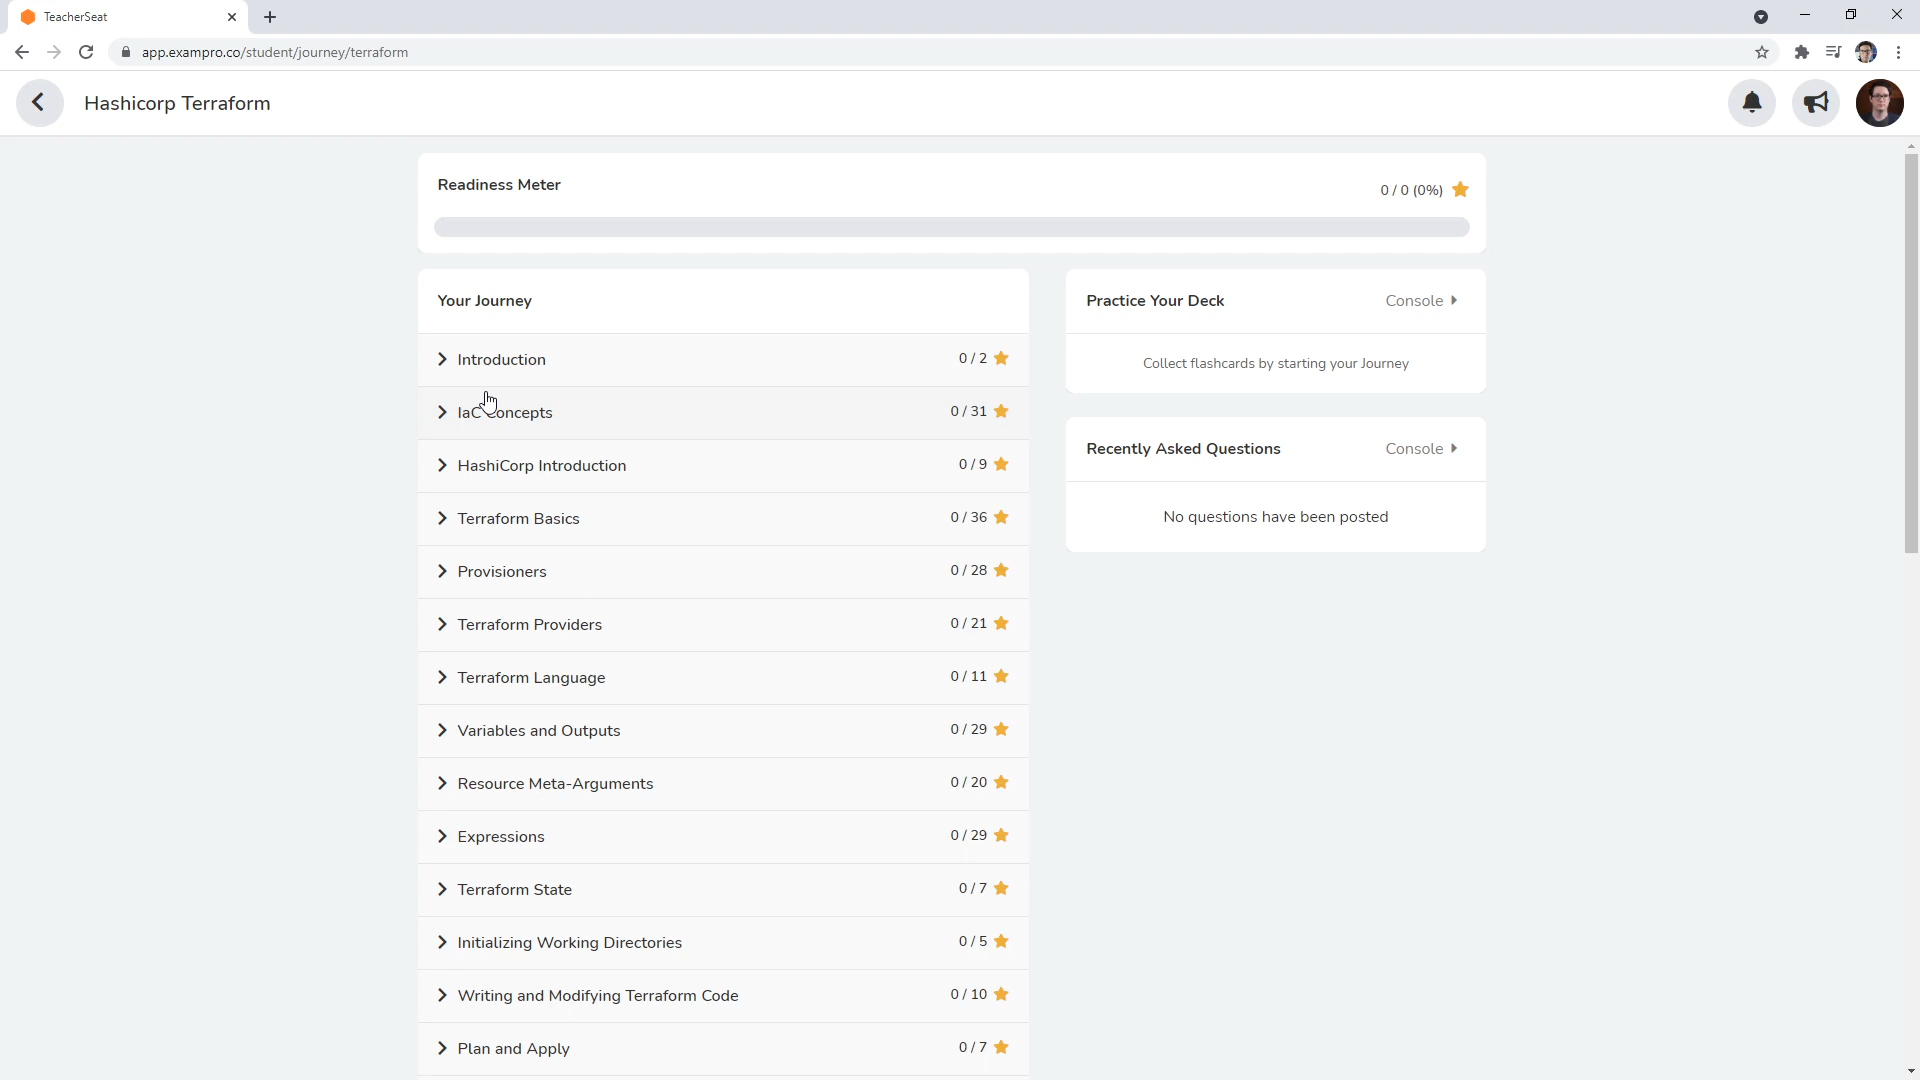 TeacherSeat
app.exampro.co/student/journey/terraform
Hashicorp Terraform
Readiness Meter
0 / 0 (0%)
Your Journey
Introduction 0 / 2
IaC Concepts 0 / 31
HashiCorp Introduction 0 / 9
Terraform Basics 0 / 36
Provisioners 0 / 28
Terraform Providers 0 / 21
Terraform Language 0 / 11
Variables and Outputs 0 / 29
Resource Meta-Arguments 0 / 20
Expressions 0 / 29
Terraform State 0 / 7
Initializing Working Directories 0 / 5
Writing and Modifying Terraform Code 0 / 10
Plan and Apply 0 / 7
Practice Your Deck Console
Collect flashcards by starting your Journey
Recently Asked Questions Console
No questions have been posted